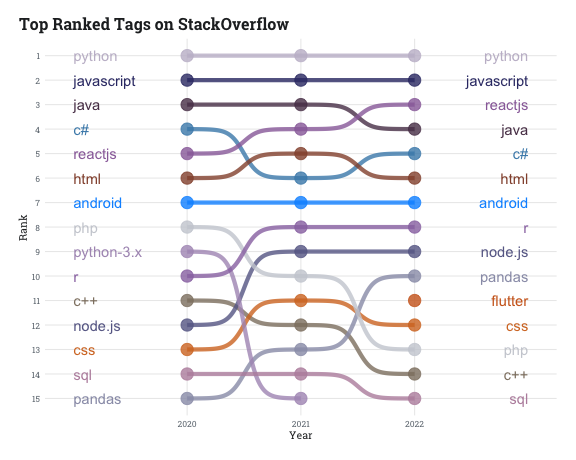 Top Ranked Tags on StackOverflow
1 python python
2 javascript javascript
3 java reactjs
4 c# java
5 reactjs c#
6 html html
7 android android
8 php r
9 python-3.x node.js
10 r pandas
11 c++ flutter
12 node.js css
13 css php
14 sql c++
15 pandas sql
Rank
2020 2021 2022
Year